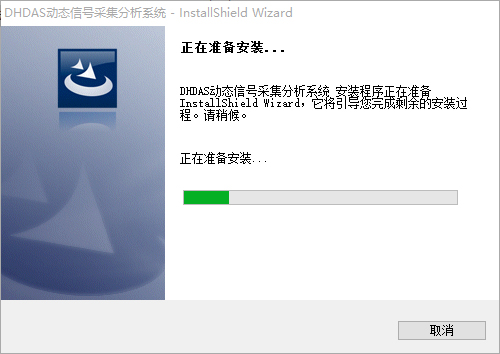 DHDAS动态信号采集分析系统 - InstallShield Wizard
正在准备安装...
DHDAS动态信号采集分析系统 安装程序正在准备
InstallShield Wizard，它将引导您完成剩余的安装过
程。请稍候。
正在准备安装...
取消